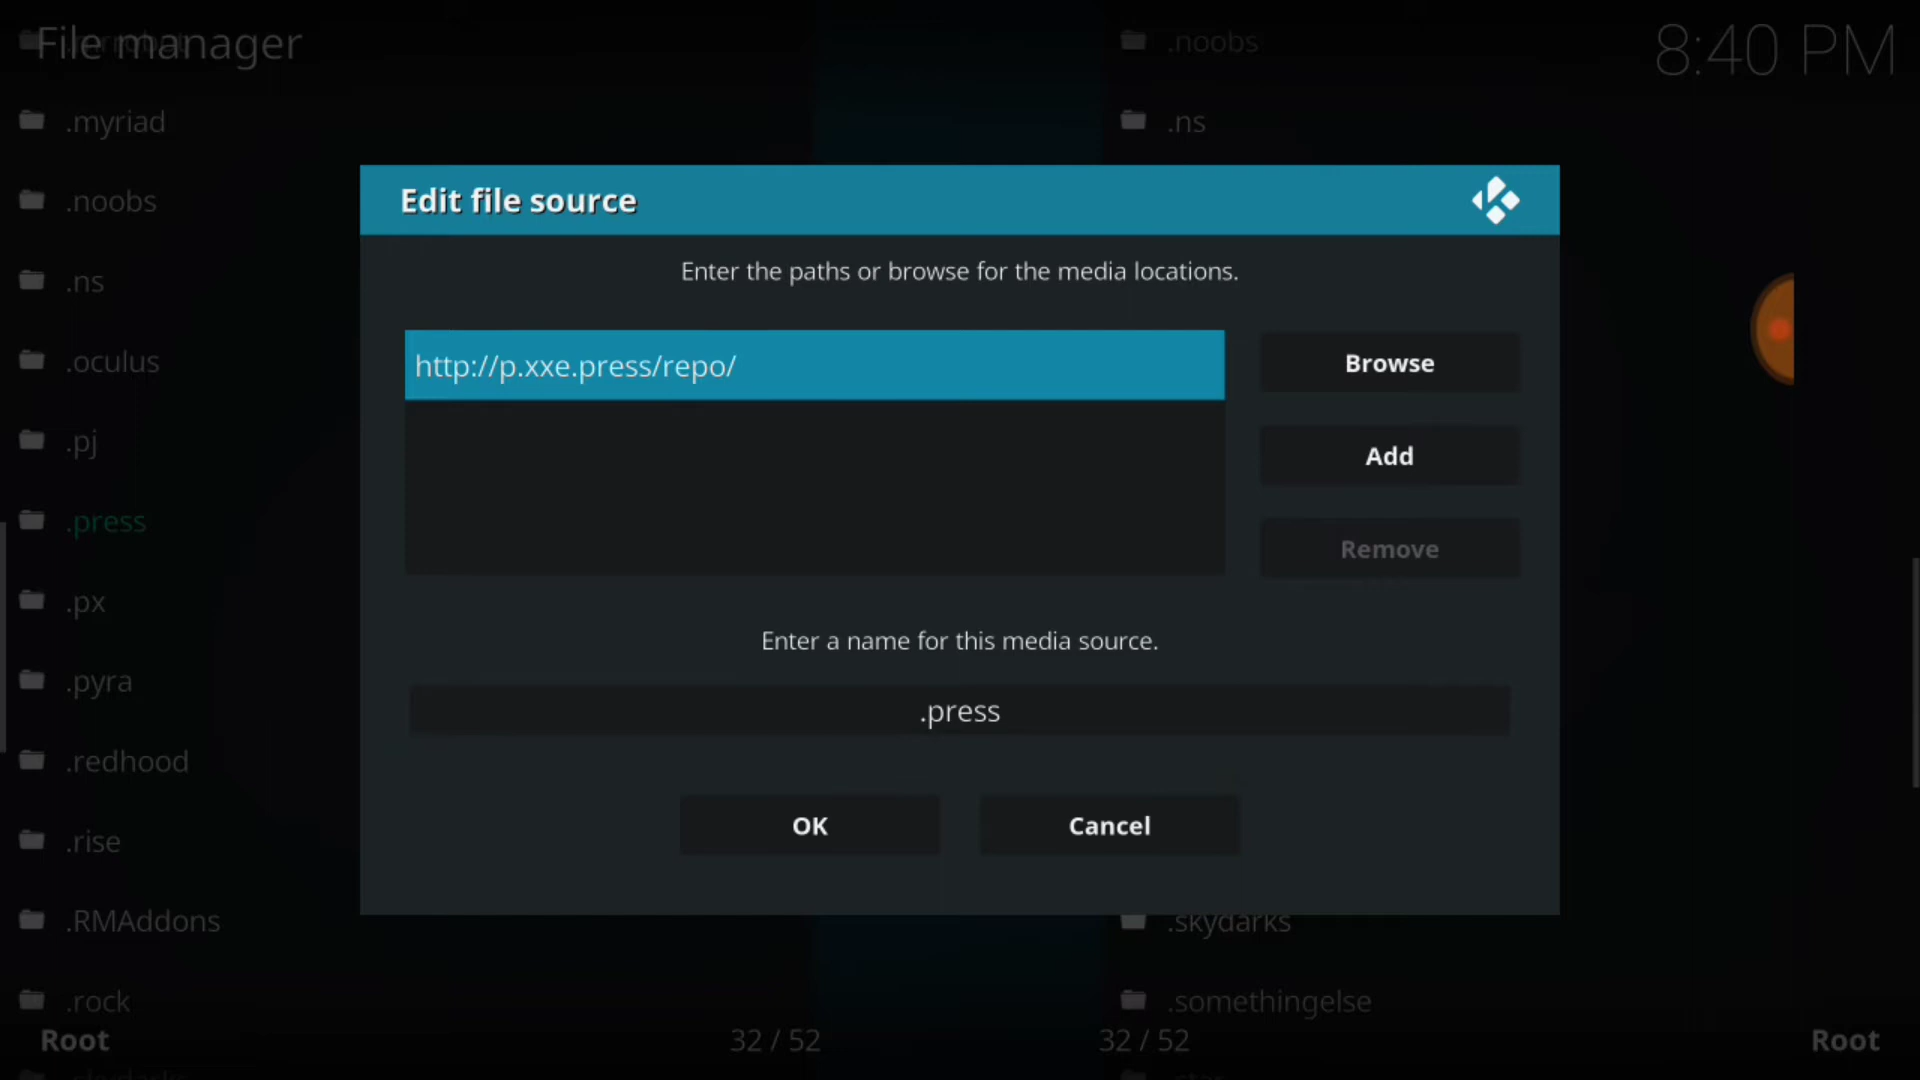 File manager
8:40 PM
.mrrobot
.myriad
.noobs
.ns
.oculus
.pj
.press
.px
.pyra
.redhood
.rise
.RMAddons
.rock
Root
32 / 52
.noobs
.ns
Edit file source
Enter the paths or browse for the media locations.
http://p.xxe.press/repo/
Browse
Add
Remove
Enter a name for this media source.
.press
OK
Cancel
.skydarks
.somethingelse
32 / 52
Root
.skydarks